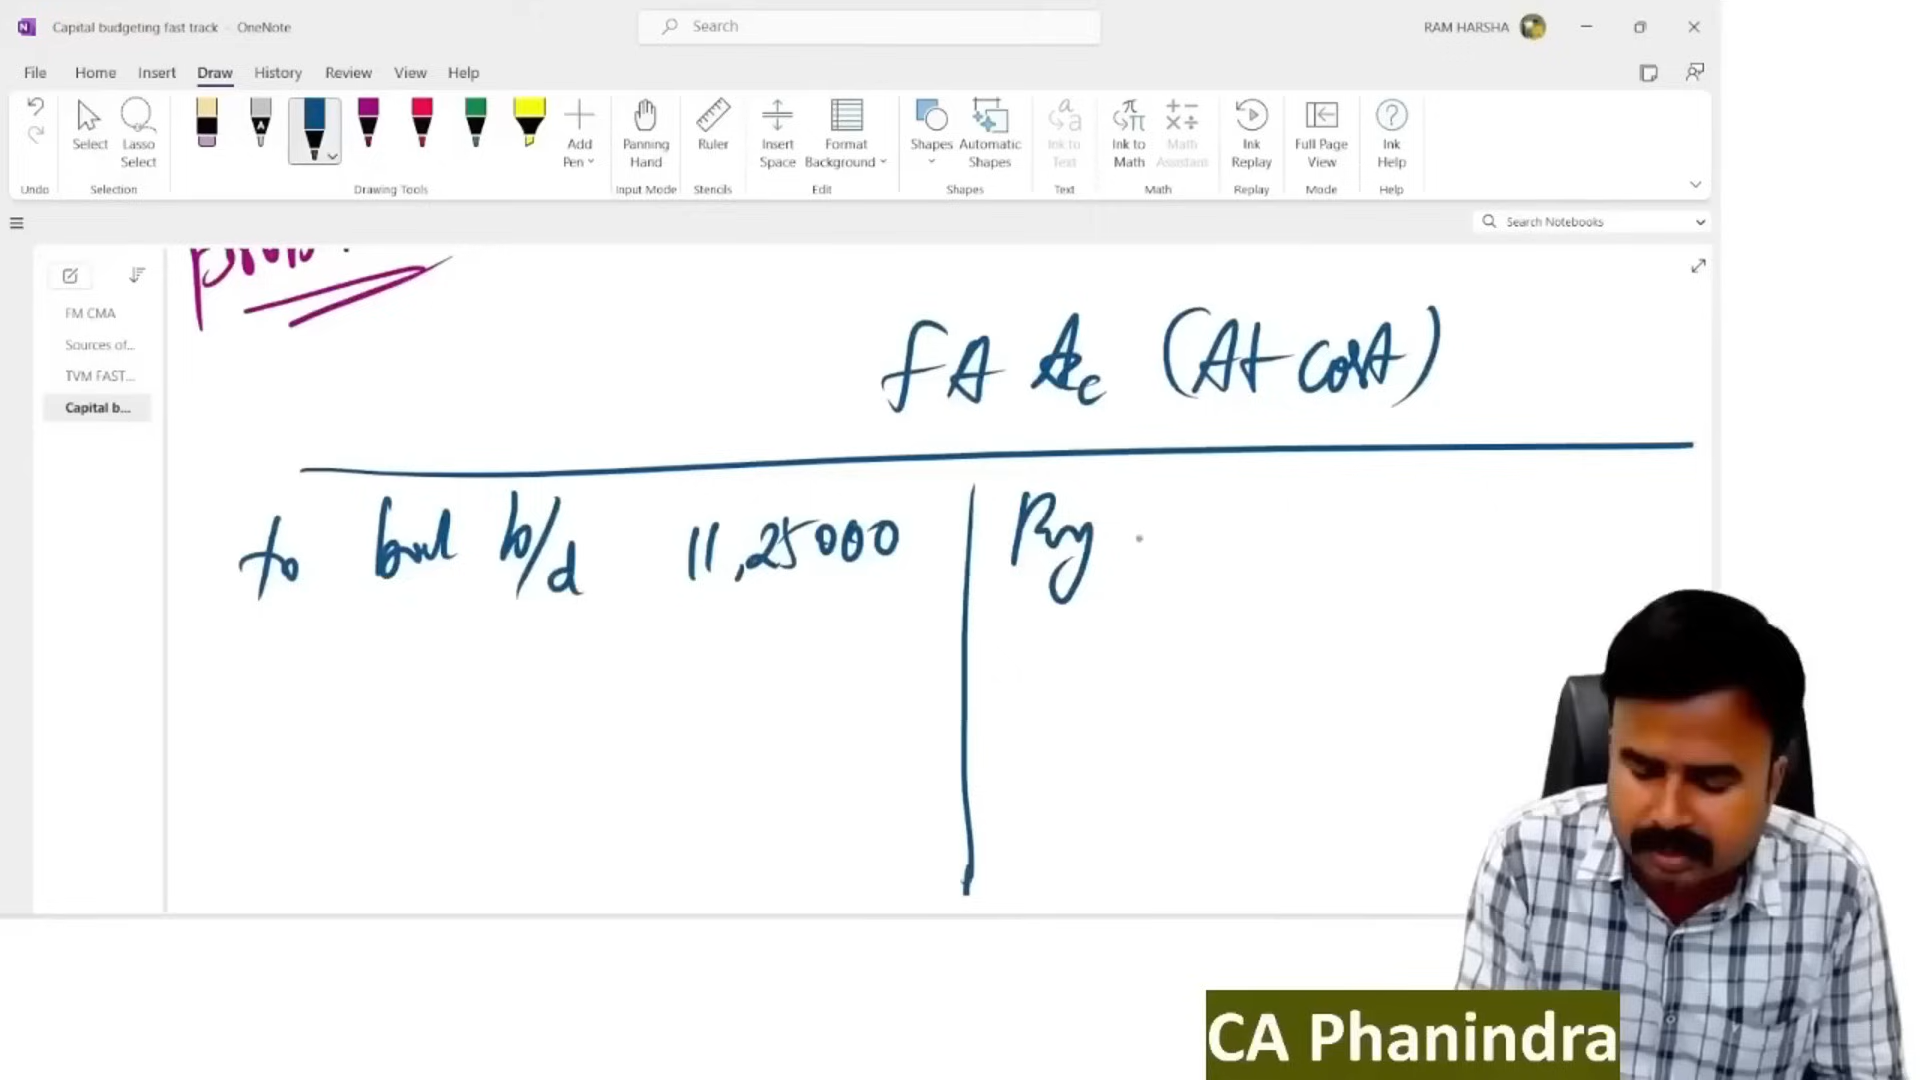 Capital budgeting fast track - OneNote
Search
RAM HARSHA
File Home Insert Draw History Review View Help
Undo
Select
Lasso Select
Selection
Drawing Tools
Add Pen
Panning Hand
Input Mode
Ruler
Stencils
Insert Space
Format Background
Edit
Shapes
Automatic Shapes
Shapes
Ink to Text
Text
Ink to Math
Math Assistant
Math
Ink Replay
Replay
Full Page View
Mode
Ink Help
Help
Search Notebooks
FM CMA
Sources of...
TVM FAST...
Capital b...
FA Ac (At cost)
to bal b/d 11,25000
CA Phanindra